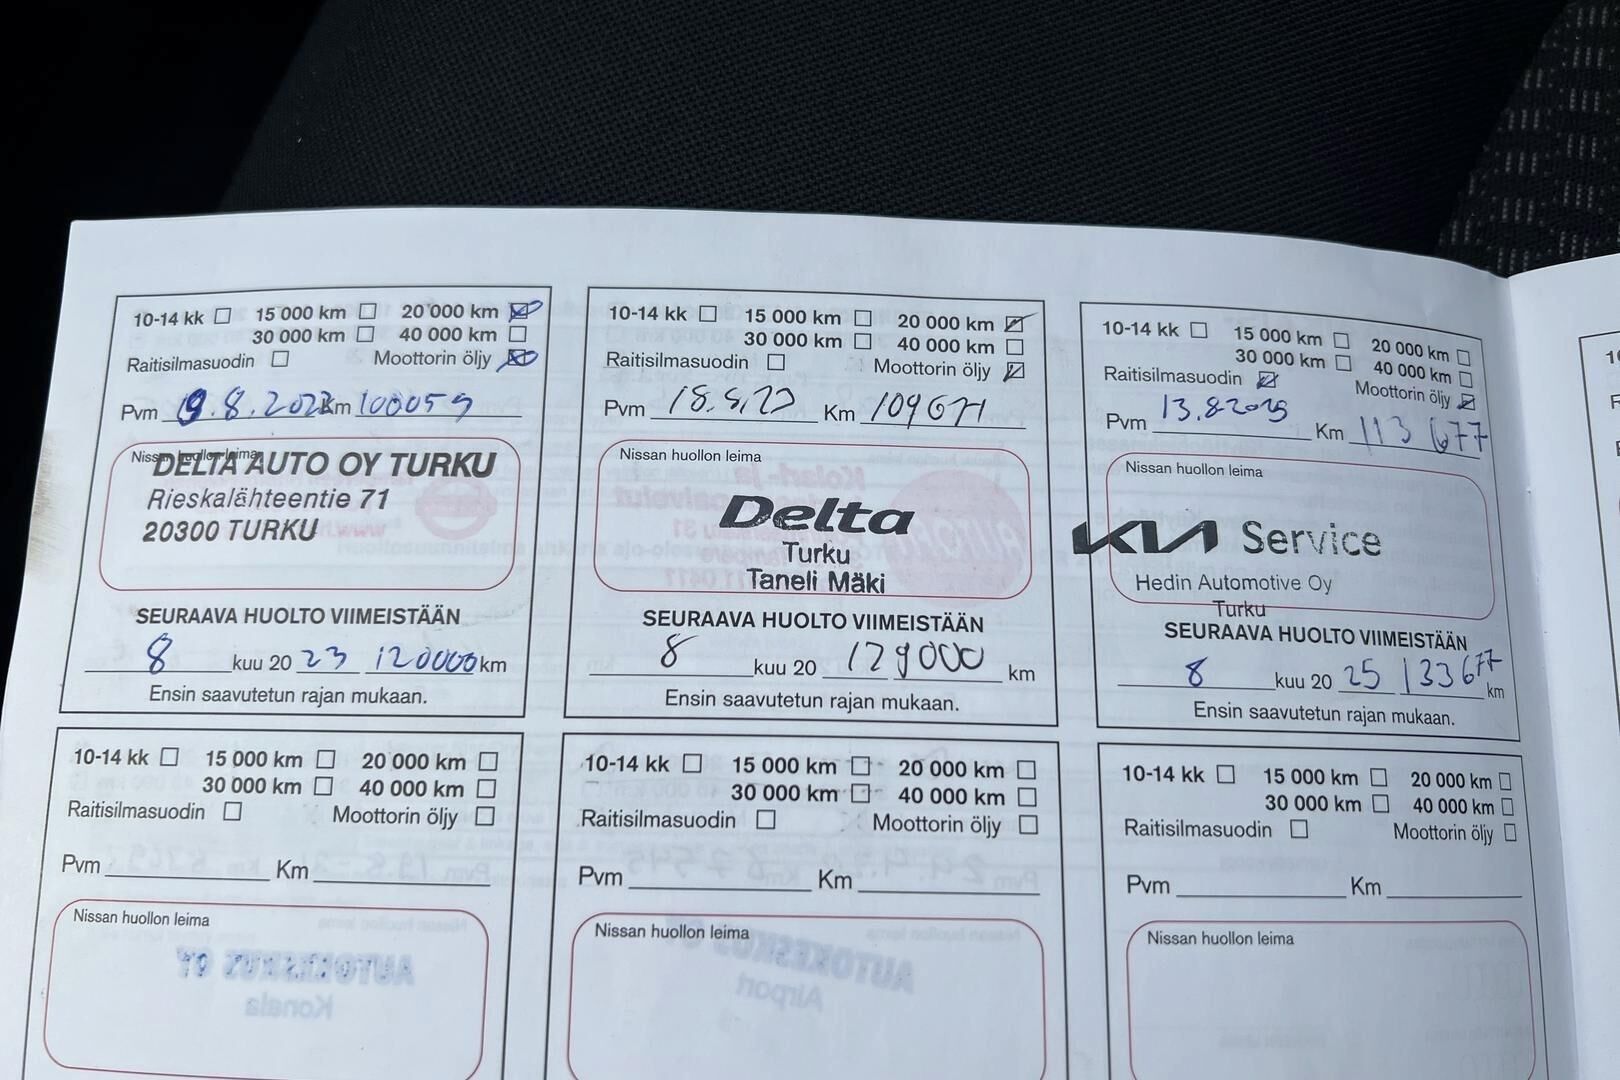 10-14 kk 15 000 km 20 000 km
30 000 km 40 000 km
Raitisilmasuodin Moottorin öljy
Pvm 9.8.2022 Km 100059
Nissan huollon leima
DELTA AUTO OY TURKU
Rieskalähteentie 71
20300 TURKU
SEURAAVA HUOLTO VIIMEISTÄÄN
8 kuu 20 23 120000 km
Ensin saavutetun rajan mukaan.
10-14 kk 15 000 km 20 000 km
30 000 km 40 000 km
Raitisilmasuodin Moottorin öljy
Pvm Km 109671
Nissan huollon leima
Delta
Turku
Taneli Mäki
SEURAAVA HUOLTO VIIMEISTÄÄN
8 kuu 20 129000 km
Ensin saavutetun rajan mukaan.
10-14 kk 15 000 km 20 000 km
30 000 km 40 000 km
Raitisilmasuodin Moottorin öljy
Pvm Km 113 677
Nissan huollon leima
KIA Service
Hedin Automotive Oy
Turku
SEURAAVA HUOLTO VIIMEISTÄÄN
8 kuu 20 25 133677 km
Ensin saavutetun rajan mukaan.
10-14 kk 15 000 km 20 000 km
30 000 km 40 000 km
Raitisilmasuodin Moottorin öljy
Pvm Km
Nissan huollon leima
10-14 kk 15 000 km 20 000 km
30 000 km 40 000 km
Raitisilmasuodin Moottorin öljy
Pvm Km
Nissan huollon leima
10-14 kk 15 000 km 20 000 km
30 000 km 40 000 km
Raitisilmasuodin Moottorin öljy
Pvm Km
Nissan huollon leima